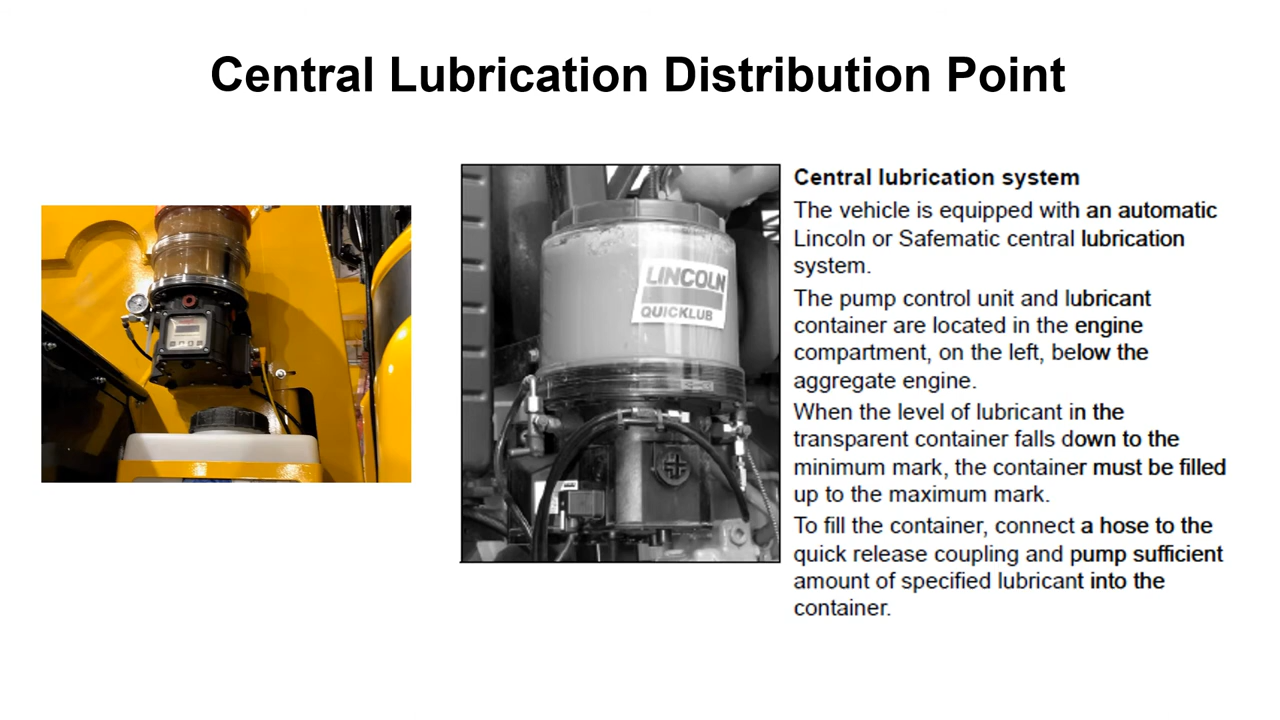 Central Lubrication Distribution Point
LINCOLN
QUICKLUB
Central lubrication system
The vehicle is equipped with an automatic
Lincoln or Safematic central lubrication
system.
The pump control unit and lubricant
container are located in the engine
compartment, on the left, below the
aggregate engine.
When the level of lubricant in the
transparent container falls down to the
minimum mark, the container must be filled
up to the maximum mark.
To fill the container, connect a hose to the
quick release coupling and pump sufficient
amount of specified lubricant into the
container.